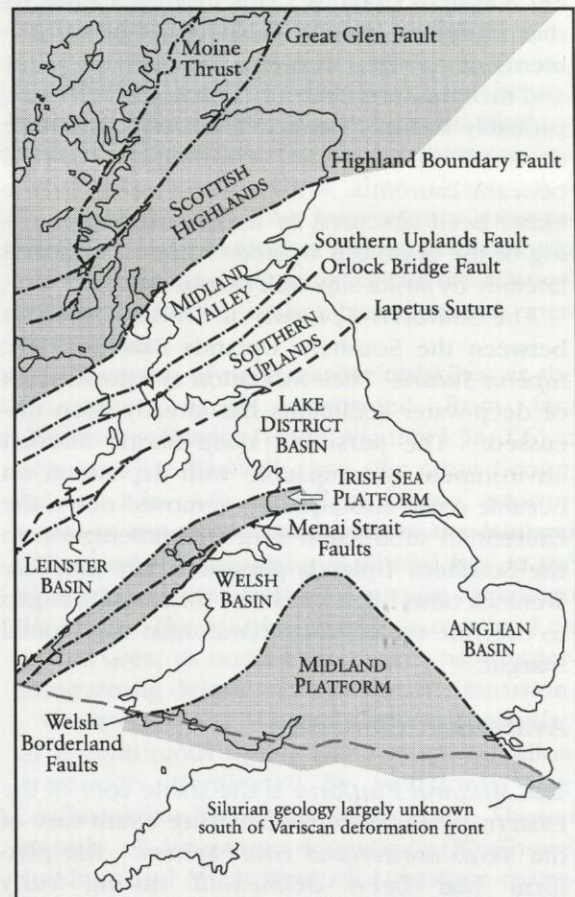 Moine
Thrust
Great Glen Fault
Highland Boundary Fault
SCOTTISH
HIGHLANDS
Southern Uplands Fault
Orlock Bridge Fault
MIDLAND
VALLEY
Iapetus Suture
SOUTHERN
UPLANDS
LAKE
DISTRICT
BASIN
IRISH SEA
PLATFORM
Menai Strait
Faults
LEINSTER
BASIN
WELSH
BASIN
ANGLIAN
BASIN
MIDLAND
PLATFORM
Welsh
Borderland
Faults
Silurian geology largely unknown
south of Variscan deformation front